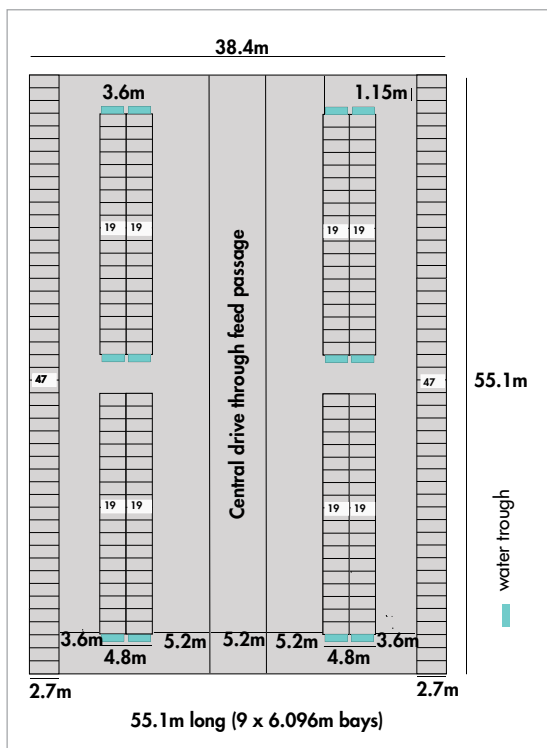 38.4m
3.6m
1.15m
19 19
19 19
Central drive through feed passage
47
47
55.1m
19 19
19 19
water trough
3.6m
5.2m
5.2m
5.2m
3.6m
4.8m
4.8m
2.7m
2.7m
55.1m long (9 x 6.096m bays)